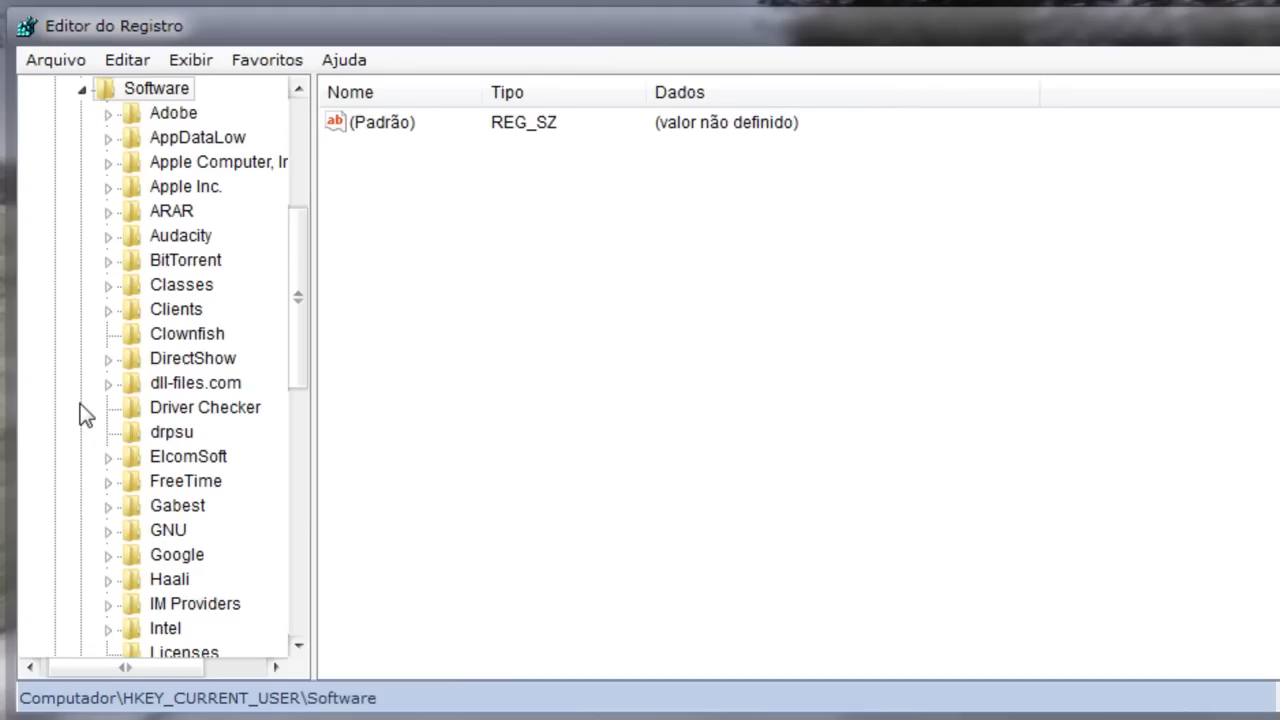 Editor do Registro
Arquivo Editar Exibir Favoritos Ajuda
Software
Adobe
AppDataLow
Apple Computer, Ir
Apple Inc.
ARAR
Audacity
BitTorrent
Classes
Clients
Clownfish
DirectShow
dll-files.com
Driver Checker
drpsu
ElcomSoft
FreeTime
Gabest
GNU
Google
Haali
IM Providers
Intel
Licenses
Nome Tipo Dados
ab (Padrão) REG_SZ (valor não definido)
Computador\HKEY_CURRENT_USER\Software